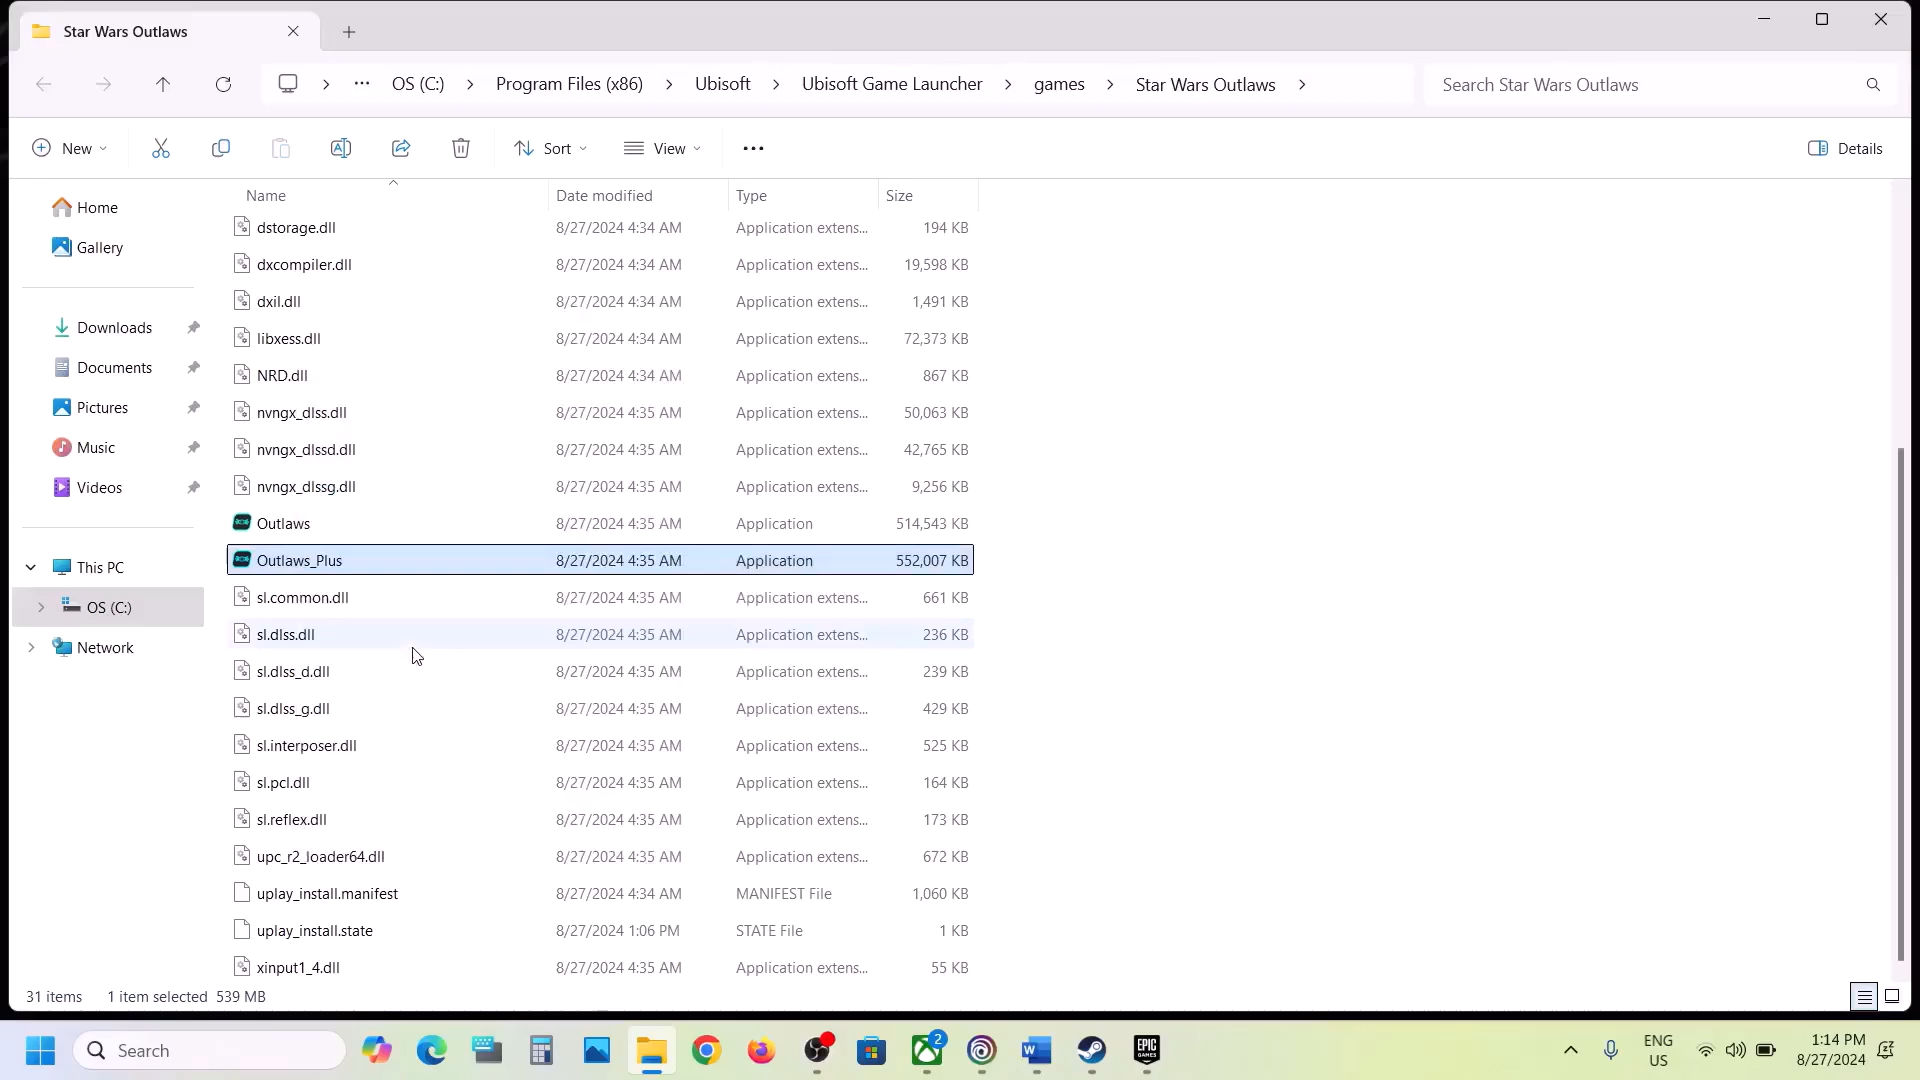 Star Wars Outlaws
OS (C:) Program Files (x86) Ubisoft Ubisoft Game Launcher games Star Wars Outlaws
Search Star Wars Outlaws
New Sort View Details
Name Date modified Type Size
Home
Gallery
Downloads
Documents
Pictures
Music
Videos
This PC
OS (C:)
Network
dstorage.dll 8/27/2024 4:34 AM Application extens... 194 KB
dxcompiler.dll 8/27/2024 4:34 AM Application extens... 19,598 KB
dxil.dll 8/27/2024 4:34 AM Application extens... 1,491 KB
libxess.dll 8/27/2024 4:34 AM Application extens... 72,373 KB
NRD.dll 8/27/2024 4:34 AM Application extens... 867 KB
nvngx_dlss.dll 8/27/2024 4:35 AM Application extens... 50,063 KB
nvngx_dlssd.dll 8/27/2024 4:35 AM Application extens... 42,765 KB
nvngx_dlssg.dll 8/27/2024 4:35 AM Application extens... 9,256 KB
Outlaws 8/27/2024 4:35 AM Application 514,543 KB
Outlaws_Plus 8/27/2024 4:35 AM Application 552,007 KB
sl.common.dll 8/27/2024 4:35 AM Application extens... 661 KB
sl.dlss.dll 8/27/2024 4:35 AM Application extens... 236 KB
sl.dlss_d.dll 8/27/2024 4:35 AM Application extens... 239 KB
sl.dlss_g.dll 8/27/2024 4:35 AM Application extens... 429 KB
sl.interposer.dll 8/27/2024 4:35 AM Application extens... 525 KB
sl.pcl.dll 8/27/2024 4:35 AM Application extens... 164 KB
sl.reflex.dll 8/27/2024 4:35 AM Application extens... 173 KB
upc_r2_loader64.dll 8/27/2024 4:35 AM Application extens... 672 KB
uplay_install.manifest 8/27/2024 4:34 AM MANIFEST File 1,060 KB
uplay_install.state 8/27/2024 1:06 PM STATE File 1 KB
xinput1_4.dll 8/27/2024 4:35 AM Application extens... 55 KB
31 items 1 item selected 539 MB
Search
2
EPIC
GAMES
ENG
US
1:14 PM
8/27/2024